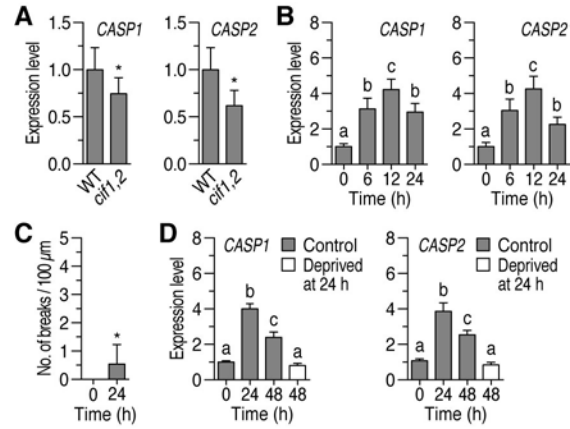 A
CASP1
CASP2
Expression level
1.5
1.0
0.5
0.0
*
WT
cif1,2
1.5
1.0
0.5
0.0
*
WT
cif1,2
B
CASP1
CASP2
Expression level
8
6
4
2
0
a
b
c
b
0 6 12 24
Time (h)
8
6
4
2
0
a
b
c
b
0 6 12 24
Time (h)
C
No. of breaks / 100 µm
5
4
3
2
1
0
*
0 24
Time (h)
D
CASP1
Control
Deprived
at 24 h
Expression level
8
6
4
2
0
a
b
c
a
0 24 48 48
Time (h)
CASP2
Control
Deprived
at 24 h
8
6
4
2
0
a
b
c
a
0 24 48 48
Time (h)